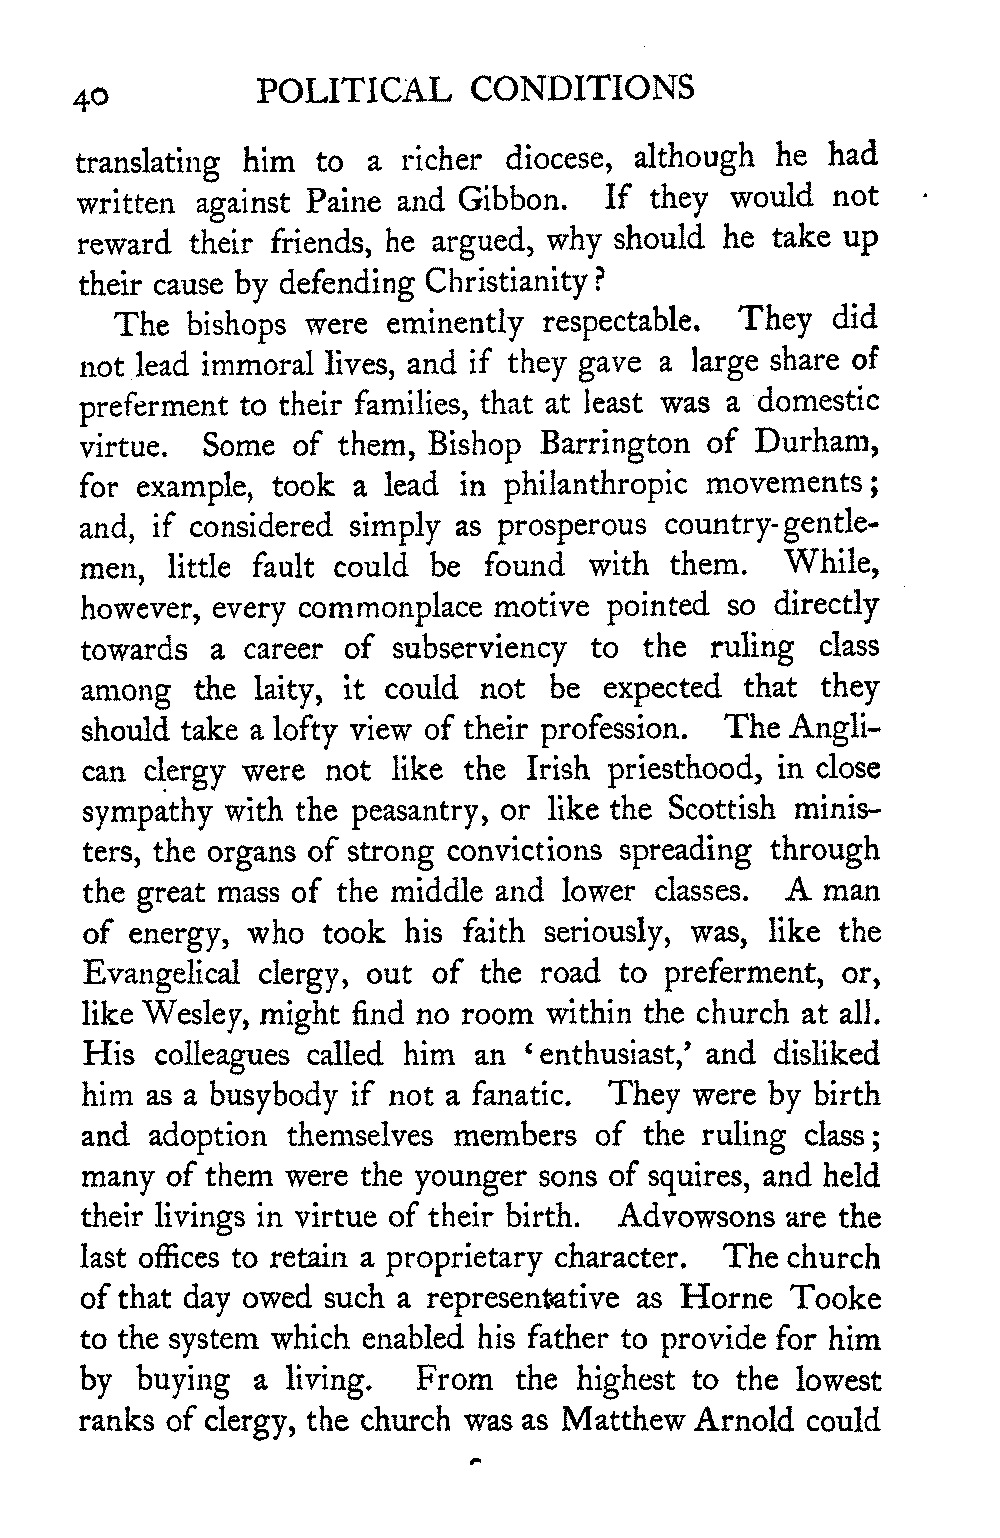 40 POLITICAL CONDITIONS
translating him to a richer diocese, although he had
written against Paine and Gibbon. If they would not
reward their friends, he argued, why should he take up
their cause by defending Christianity?
The bishops were eminently respectable. They did
not lead immoral lives, and if they gave a large share of
preferment to their families, that at least was a domestic
virtue. Some of them, Bishop Barrington of Durham,
for example, took a lead in philanthropic movements;
and, if considered simply as prosperous country-gentle-
men, little fault could be found with them. While,
however, every commonplace motive pointed so directly
towards a career of subserviency to the ruling class
among the laity, it could not be expected that they
should take a lofty view of their profession. The Angli-
can clergy were not like the Irish priesthood, in close
sympathy with the peasantry, or like the Scottish minis-
ters, the organs of strong convictions spreading through
the great mass of the middle and lower classes. A man
of energy, who took his faith seriously, was, like the
Evangelical clergy, out of the road to preferment, or,
like Wesley, might find no room within the church at all.
His colleagues called him an ‘enthusiast,’ and disliked
him as a busybody if not a fanatic. They were by birth
and adoption themselves members of the ruling class;
many of them were the younger sons of squires, and held
their livings in virtue of their birth. Advowsons are the
last offices to retain a proprietary character. The church
of that day owed such a representative as Horne Tooke
to the system which enabled his father to provide for him
by buying a living. From the highest to the lowest
ranks of clergy, the church was as Matthew Arnold could